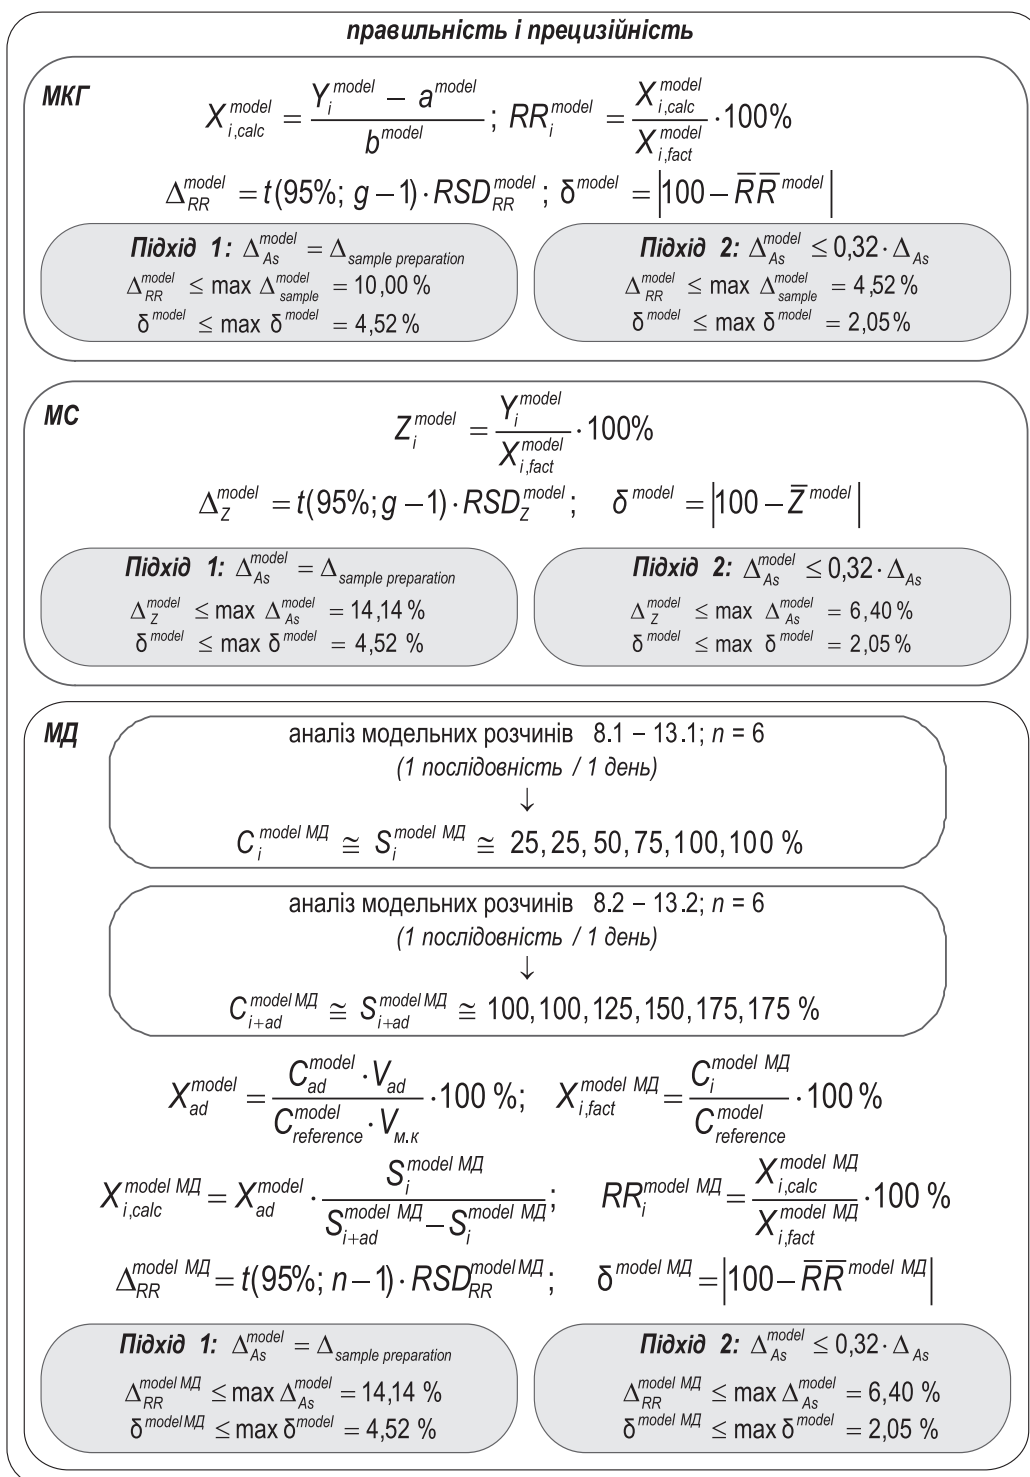 правильність і прецизійність
МКГ
X_{i,calc}^{model} = \frac{Y_i^{model} − a^{model}}{b^{model}} ; RR_i^{model} = \frac{X_{i,calc}^{model}}{X_{i,fact}^{model}} · 100%
Δ_{RR}^{model} = t(95%; g − 1) · RSD_{RR}^{model} ; δ^{model} = |100 − \bar{R}\bar{R}^{model}|
Підхід 1: Δ_{As}^{model} = Δ_{sample preparation}
Δ_{RR}^{model} ≤ max Δ_{sample}^{model} = 10,00 %
δ^{model} ≤ max δ^{model} = 4,52 %
Підхід 2: Δ_{As}^{model} ≤ 0,32 · Δ_{As}
Δ_{RR}^{model} ≤ max Δ_{sample}^{model} = 4,52 %
δ^{model} ≤ max δ^{model} = 2,05 %
МС
Z_i^{model} = \frac{Y_i^{model}}{X_{i,fact}^{model}} · 100%
Δ_Z^{model} = t(95%; g − 1) · RSD_Z^{model} ; δ^{model} = |100 − \bar{Z}^{model}|
Підхід 1: Δ_{As}^{model} = Δ_{sample preparation}
Δ_Z^{model} ≤ max Δ_{As}^{model} = 14,14 %
δ^{model} ≤ max δ^{model} = 4,52 %
Підхід 2: Δ_{As}^{model} ≤ 0,32 · Δ_{As}
Δ_Z^{model} ≤ max Δ_{As}^{model} = 6,40 %
δ^{model} ≤ max δ^{model} = 2,05 %
МД
аналіз модельних розчинів 8.1 – 13.1; n = 6
(1 послідовність / 1 день)
↓
C_i^{model МД} ≅ S_i^{model МД} ≅ 25, 25, 50, 75, 100, 100 %
аналіз модельних розчинів 8.2 – 13.2; n = 6
(1 послідовність / 1 день)
↓
C_{i+ad}^{model МД} ≅ S_{i+ad}^{model МД} ≅ 100, 100, 125, 150, 175, 175 %
X_{ad}^{model} = \frac{C_{ad}^{model} · V_{ad}}{C_{reference}^{model} · V_{м.к}} · 100 %; X_{i,fact}^{model МД} = \frac{C_i^{model МД}}{C_{reference}^{model}} · 100 %
X_{i,calc}^{model МД} = X_{ad}^{model} · \frac{S_i^{model МД}}{S_{i+ad}^{model МД} − S_i^{model МД}} ; RR_i^{model МД} = \frac{X_{i,calc}^{model МД}}{X_{i,fact}^{model МД}} · 100 %
Δ_{RR}^{model МД} = t(95%; n − 1) · RSD_{RR}^{model МД} ; δ^{model МД} = |100 − \bar{R}\bar{R}^{model МД}|
Підхід 1: Δ_{As}^{model} = Δ_{sample preparation}
Δ_{RR}^{model МД} ≤ max Δ_{As}^{model} = 14,14 %
δ^{model МД} ≤ max δ^{model} = 4,52 %
Підхід 2: Δ_{As}^{model} ≤ 0,32 · Δ_{As}
Δ_{RR}^{model МД} ≤ max Δ_{As}^{model} = 6,40 %
δ^{model МД} ≤ max δ^{model} = 2,05 %